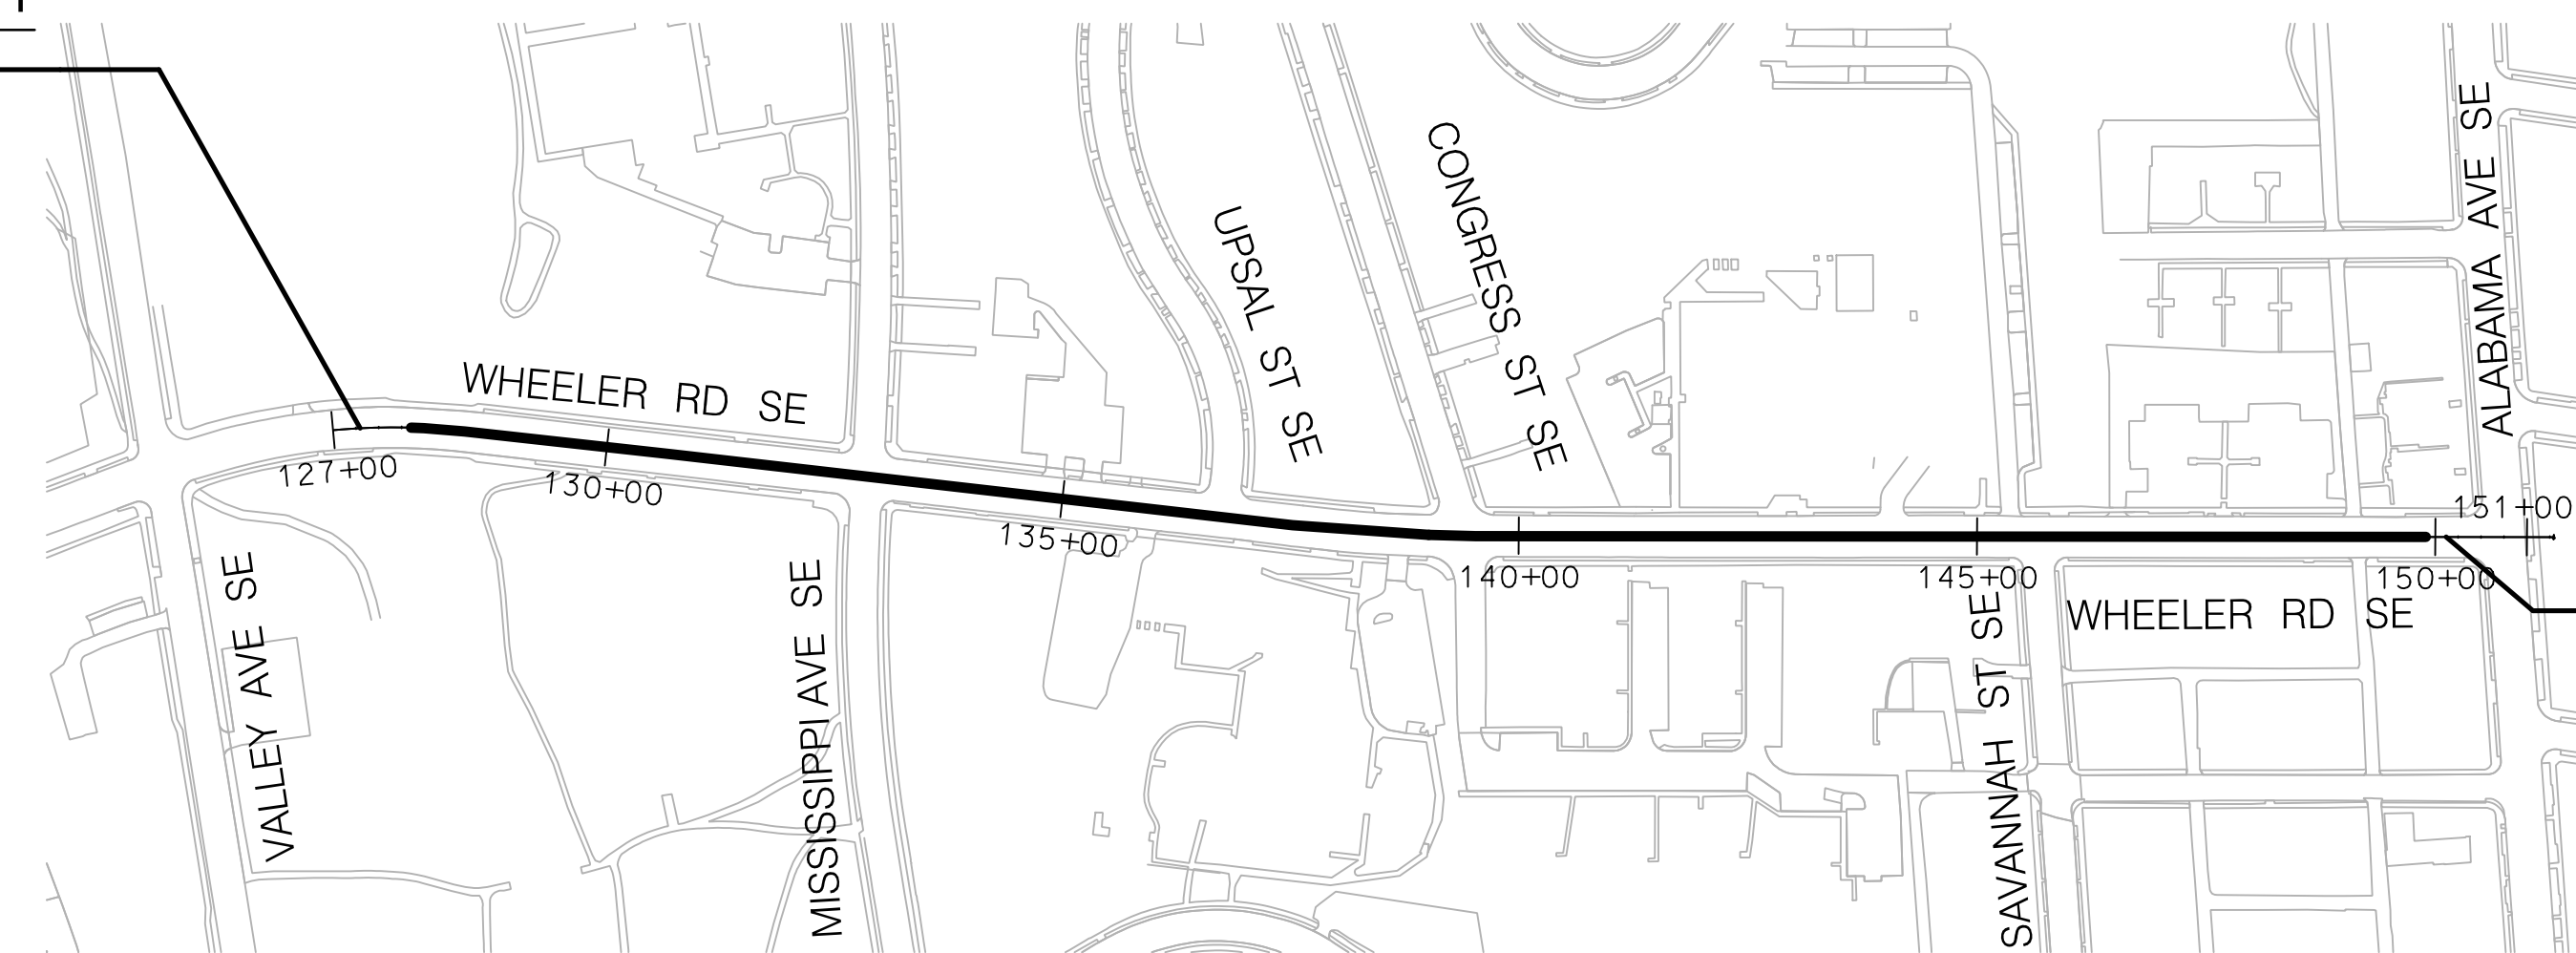 ALABAMA AVE SE
CONGRESS ST SE
UPSAL ST SE
WHEELER RD SE
127+00
130+00
135+00
140+00
145+00
150+00
151+00
WHEELER RD SE
VALLEY AVE SE
MISSISSIPPI AVE SE
SAVANNAH ST SE